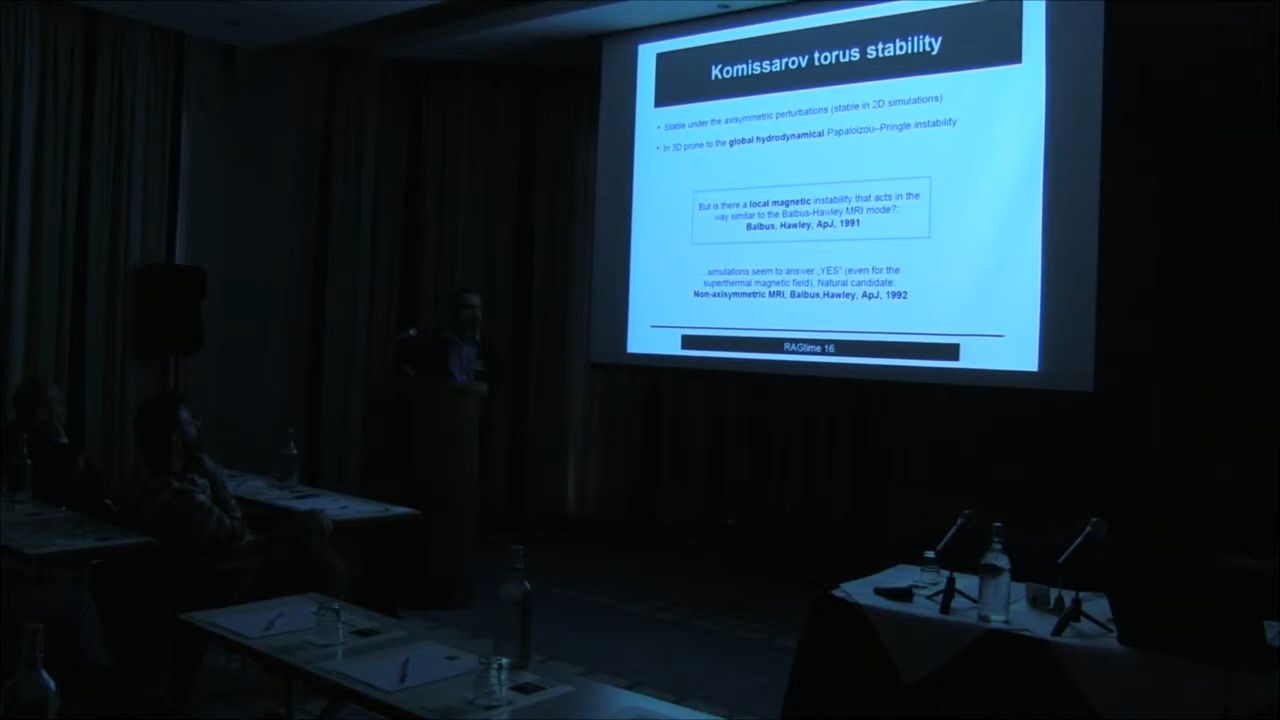 Komissarov torus stability
• Stable under the axisymmetric perturbations (stable in 2D simulations)
• In 3D prone to the global hydrodynamical Papaloizou–Pringle instability
But is there a local magnetic instability that acts in the
way similar to the Balbus-Hawley MRI mode?:
Balbus, Hawley, ApJ, 1991
...simulations seem to answer „YES” (even for the
superthermal magnetic field). Natural candidate:
Non-axisymmetric MRI, Balbus,Hawley, ApJ, 1992
RAGtime 16